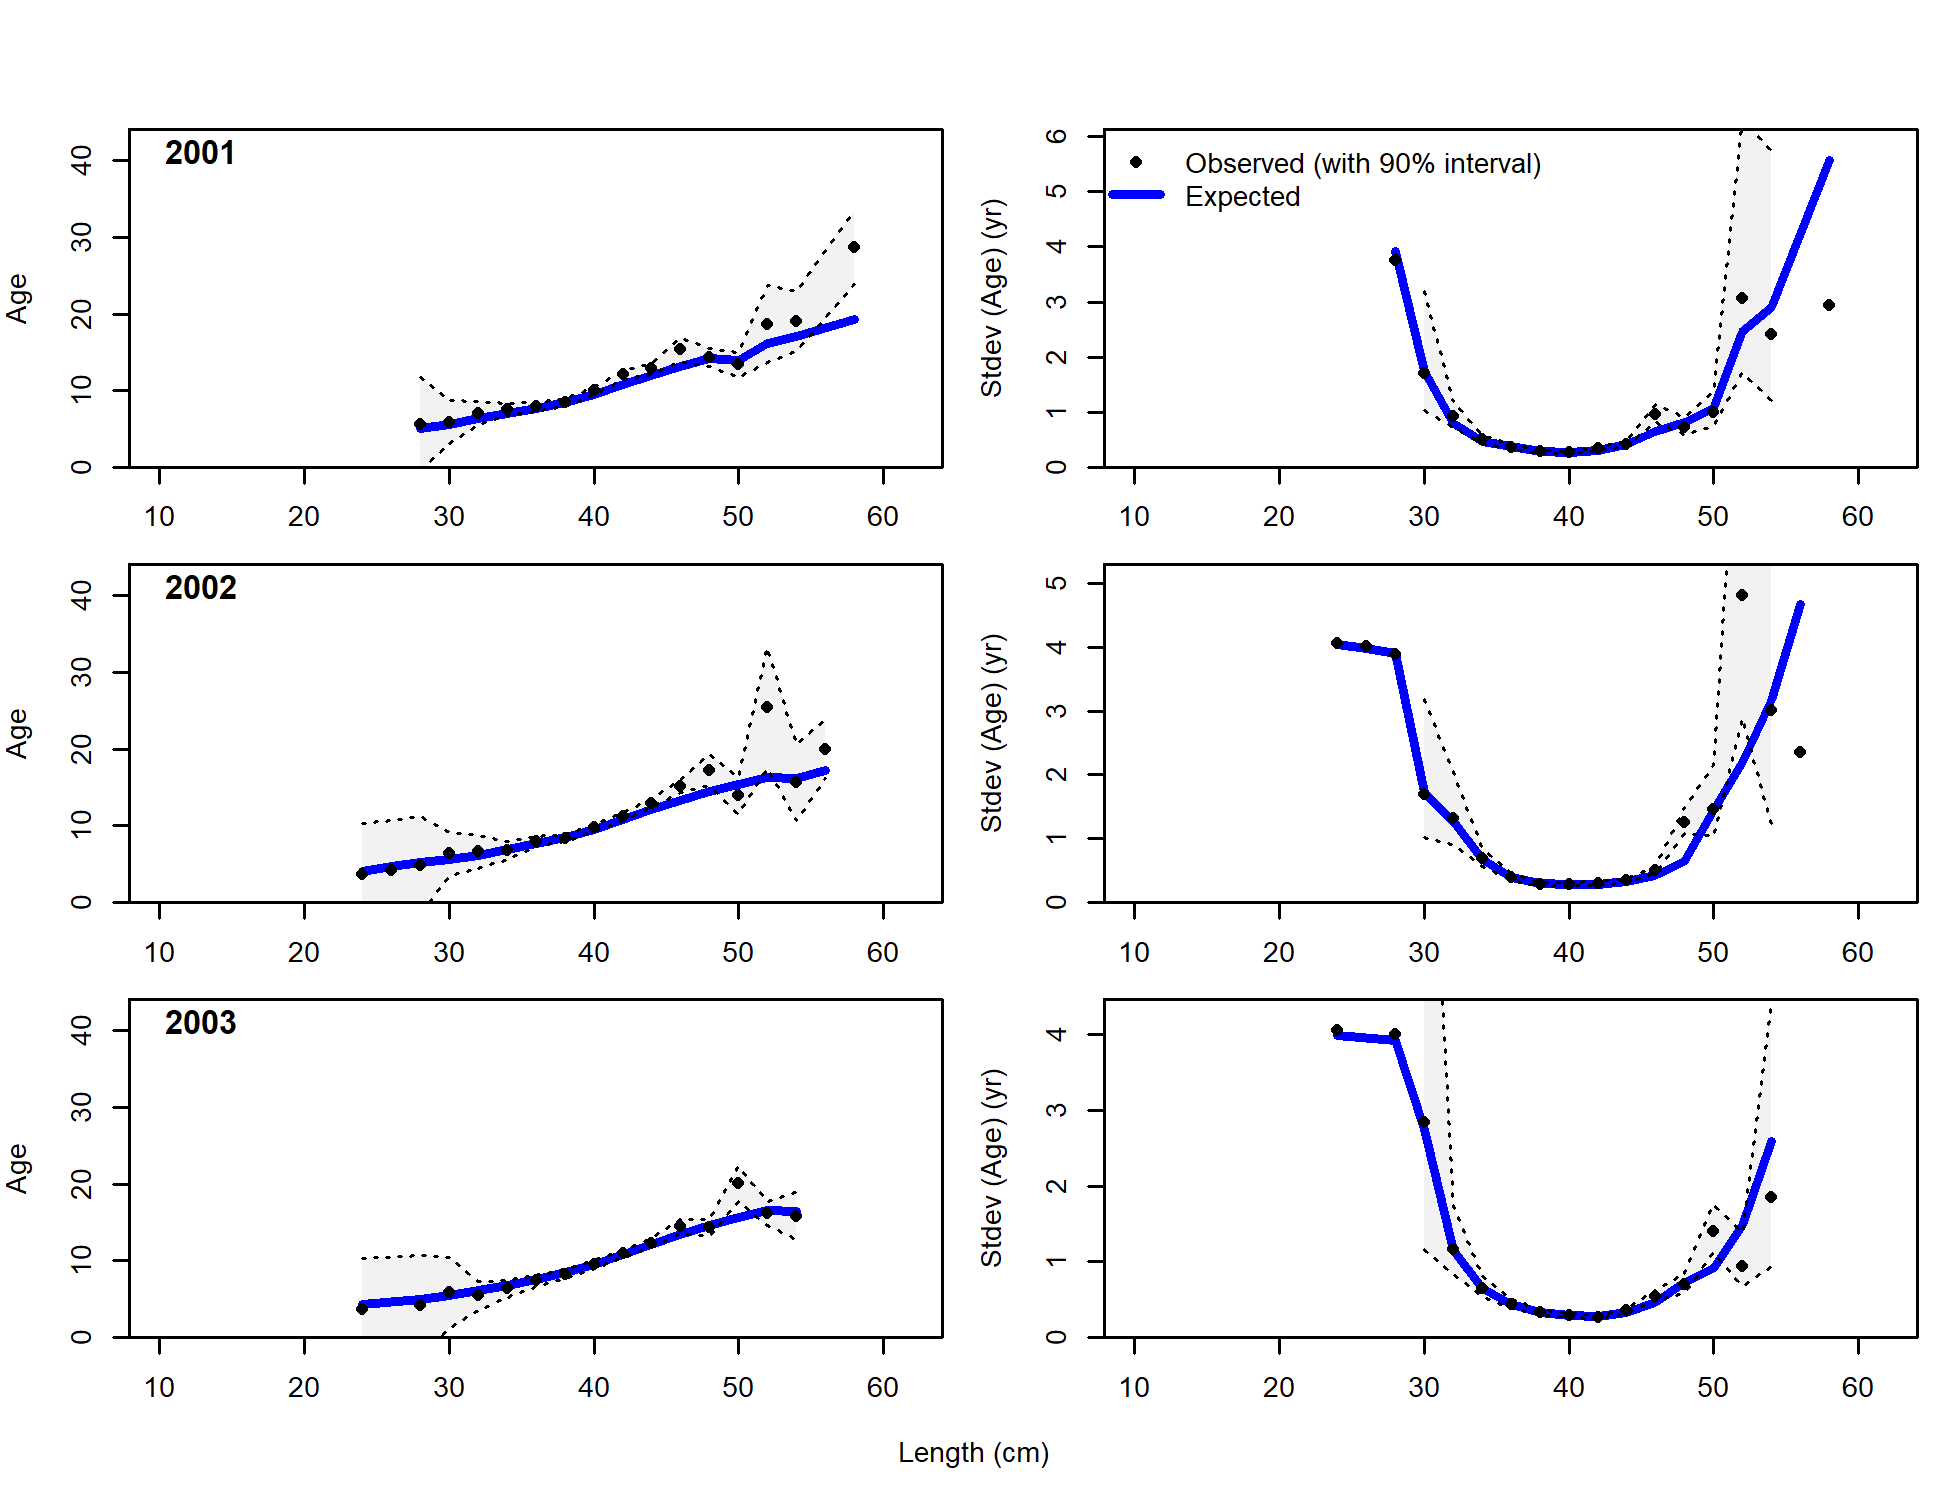 2001
Age
0 10 20 30 40
10 20 30 40 50 60
Observed (with 90% interval)
Expected
Stdev (Age) (yr)
0 1 2 3 4 5 6
10 20 30 40 50 60
2002
Age
0 10 20 30 40
10 20 30 40 50 60
Stdev (Age) (yr)
0 1 2 3 4 5
10 20 30 40 50 60
2003
Age
0 10 20 30 40
10 20 30 40 50 60
Stdev (Age) (yr)
0 1 2 3 4
10 20 30 40 50 60
Length (cm)